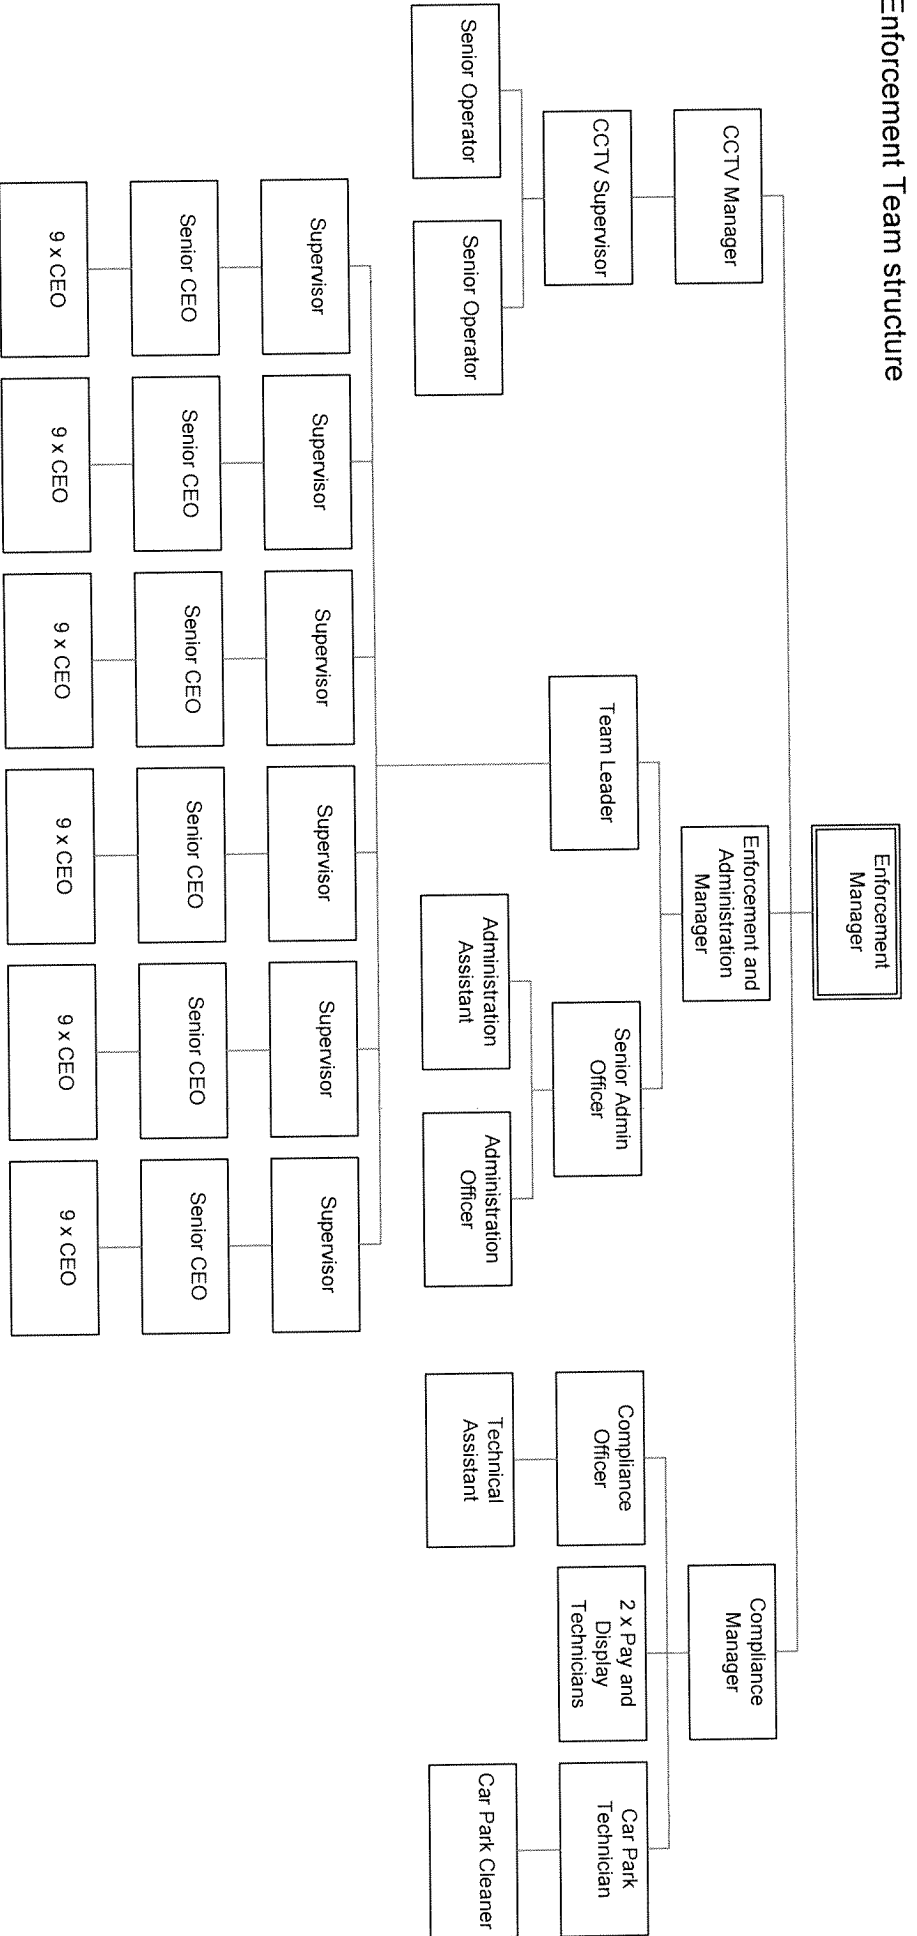 Enforcement Team structure
Enforcement
Manager
CCTV Manager
Enforcement and
Administration
Manager
Compliance
Manager
CCTV Supervisor
Team Leader
Senior Admin
Officer
Compliance
Officer
2 x Pay and
Display
Technicians
Car Park
Technician
Senior Operator
Senior Operator
Administration
Assistant
Administration
Officer
Technical
Assistant
Car Park Cleaner
Supervisor
Supervisor
Supervisor
Supervisor
Supervisor
Supervisor
Senior CEO
Senior CEO
Senior CEO
Senior CEO
Senior CEO
Senior CEO
9 x CEO
9 x CEO
9 x CEO
9 x CEO
9 x CEO
9 x CEO